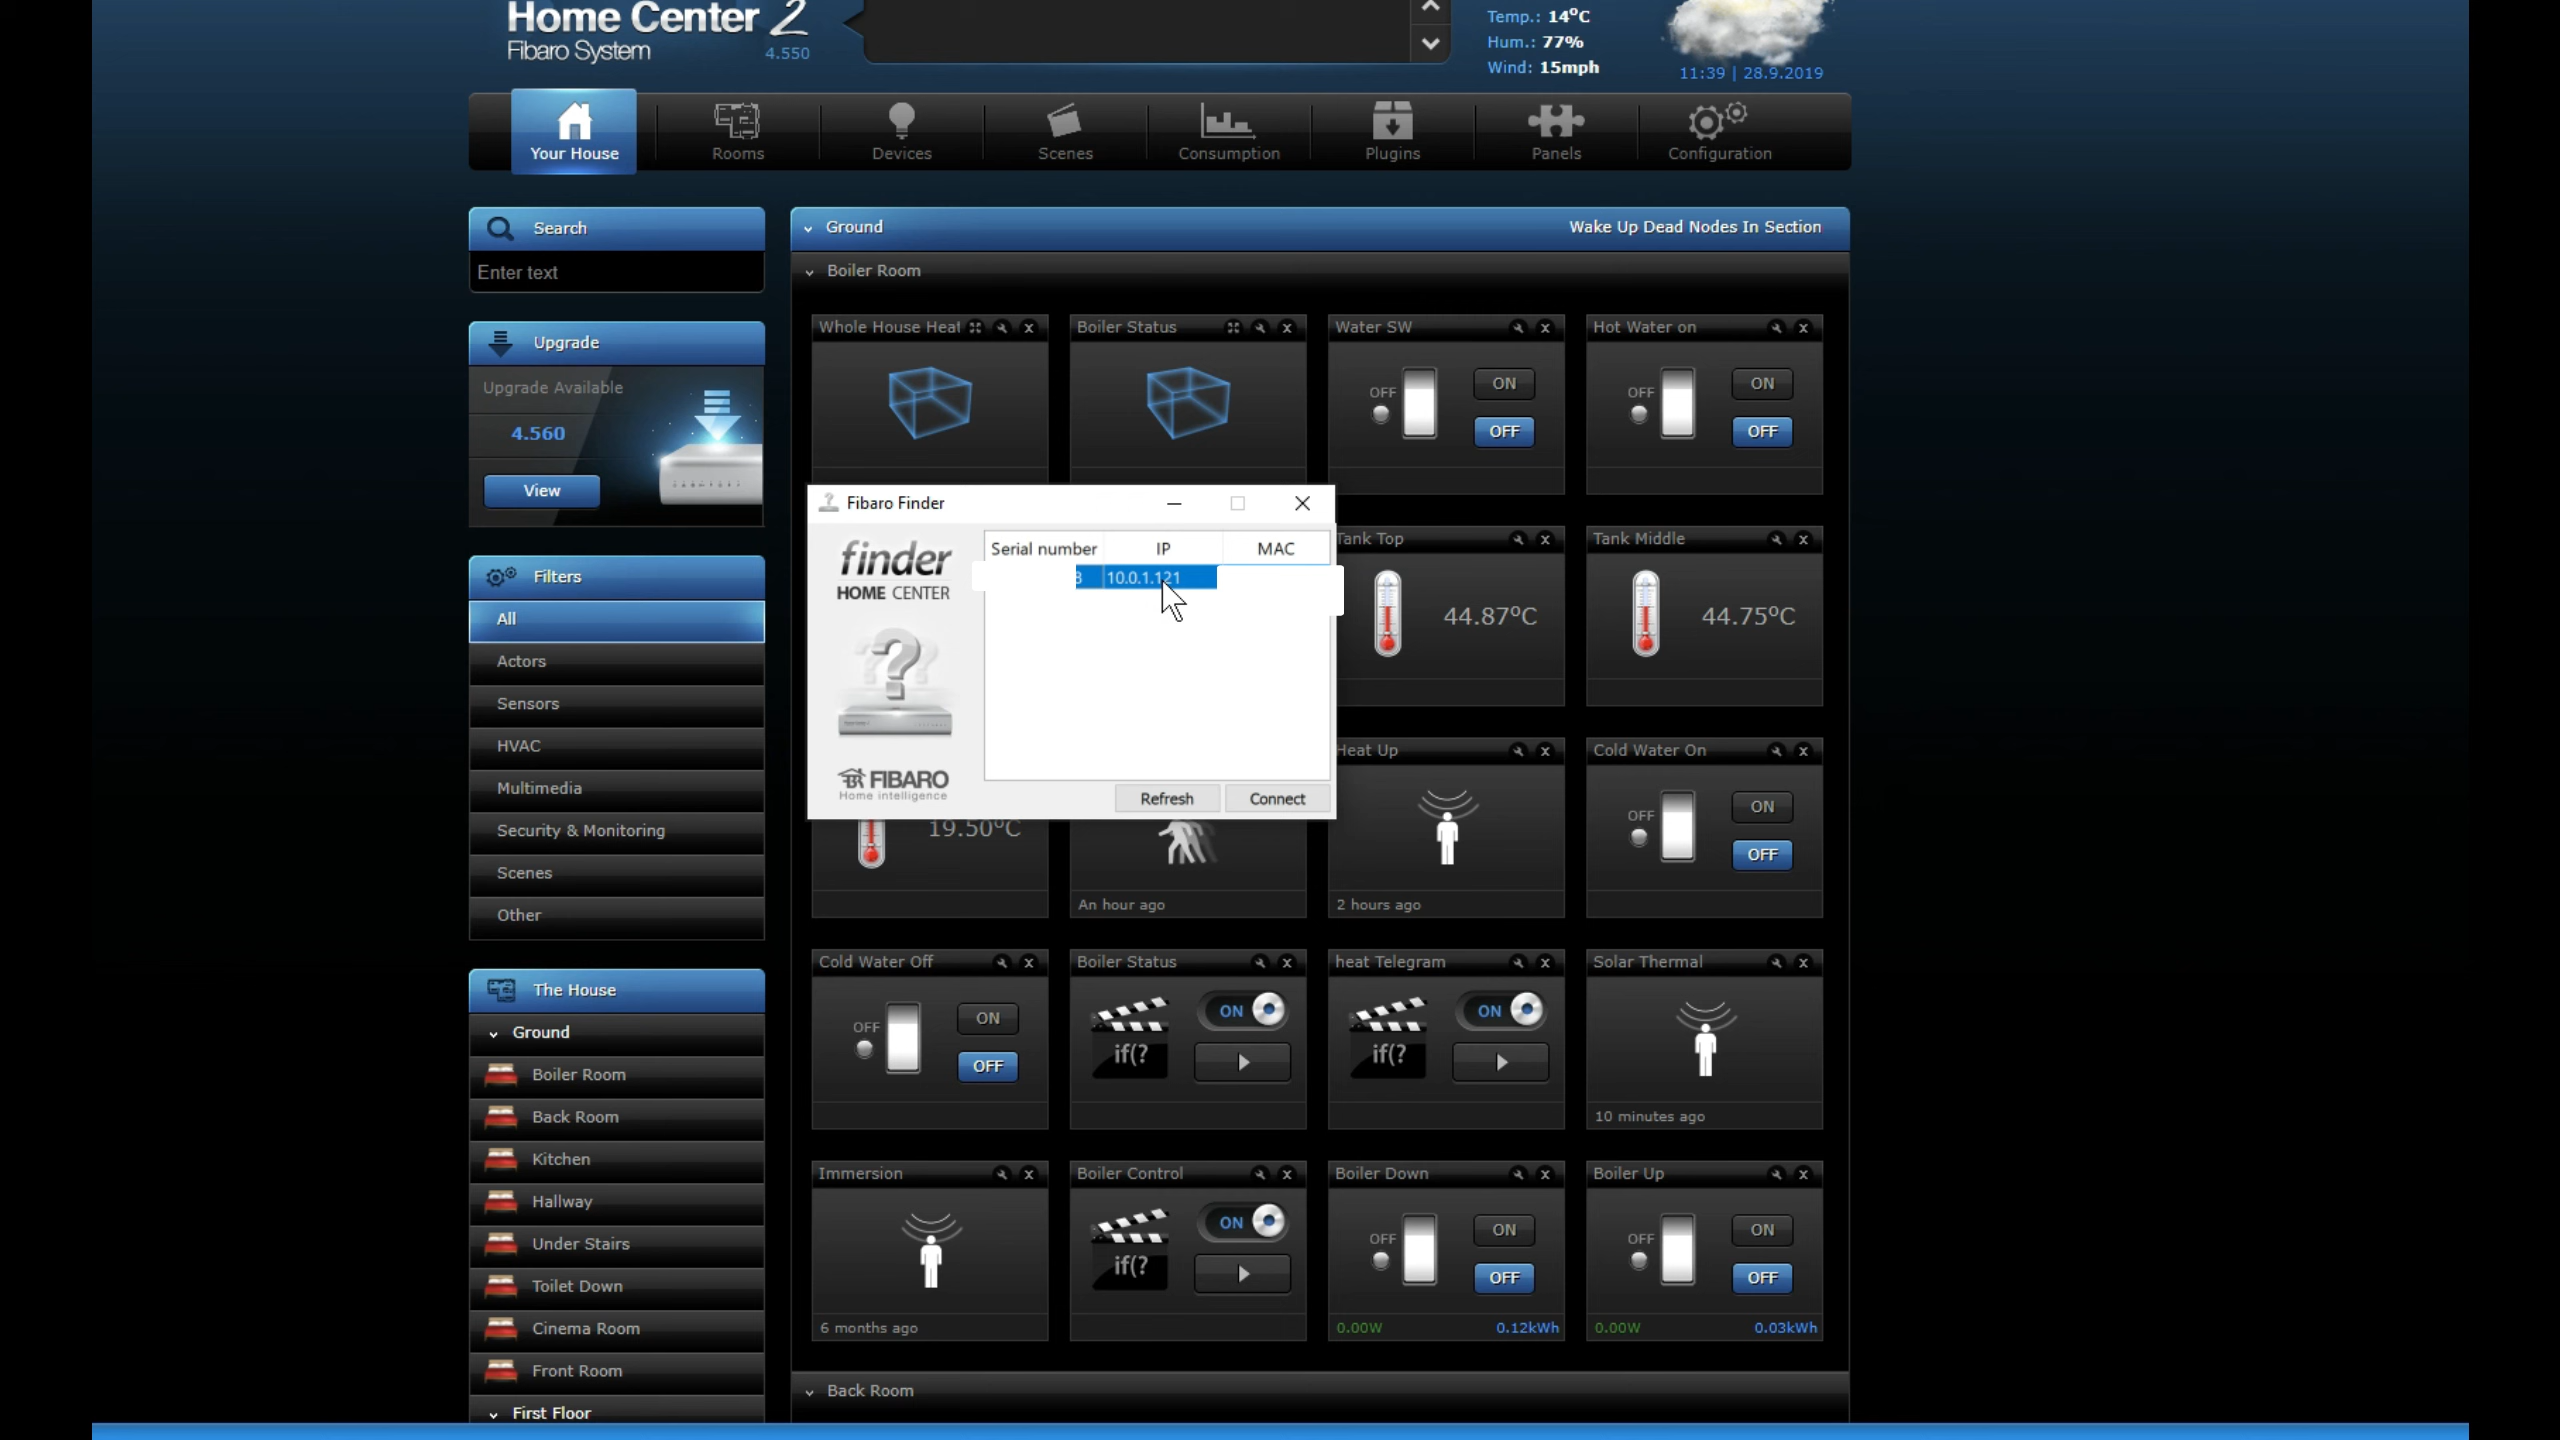 Home Center 2
Fibaro System
4.550
Temp.: 14°C
Hum.: 77%
Wind: 15mph
11:39 | 28.9.2019
Your House
Rooms
Devices
Scenes
Consumption
Plugins
Panels
Configuration
Search
Enter text
Upgrade
Upgrade Available
4.560
View
Filters
All
Actors
Sensors
HVAC
Multimedia
Security & Monitoring
Scenes
Other
The House
Ground
Boiler Room
Back Room
Kitchen
Hallway
Under Stairs
Toilet Down
Cinema Room
Front Room
First Floor
Ground
Wake Up Dead Nodes In Section
Boiler Room
Whole House Heat
Boiler Status
Water SW
OFF
ON
OFF
Hot Water on
OFF
ON
OFF
Fibaro Finder
finder
HOME CENTER
FIBARO
Home intelligence
Serial number
IP
MAC
3
10.0.1.121
Refresh
Connect
Tank Top
44.87°C
Tank Middle
44.75°C
19.50°C
An hour ago
Heat Up
2 hours ago
Cold Water On
OFF
ON
OFF
Cold Water Off
OFF
ON
OFF
Boiler Status
if(?
ON
heat Telegram
if(?
ON
Solar Thermal
10 minutes ago
Immersion
6 months ago
Boiler Control
if(?
ON
Boiler Down
OFF
ON
OFF
0.00W
0.12kWh
Boiler Up
OFF
ON
OFF
0.00W
0.03kWh
Back Room